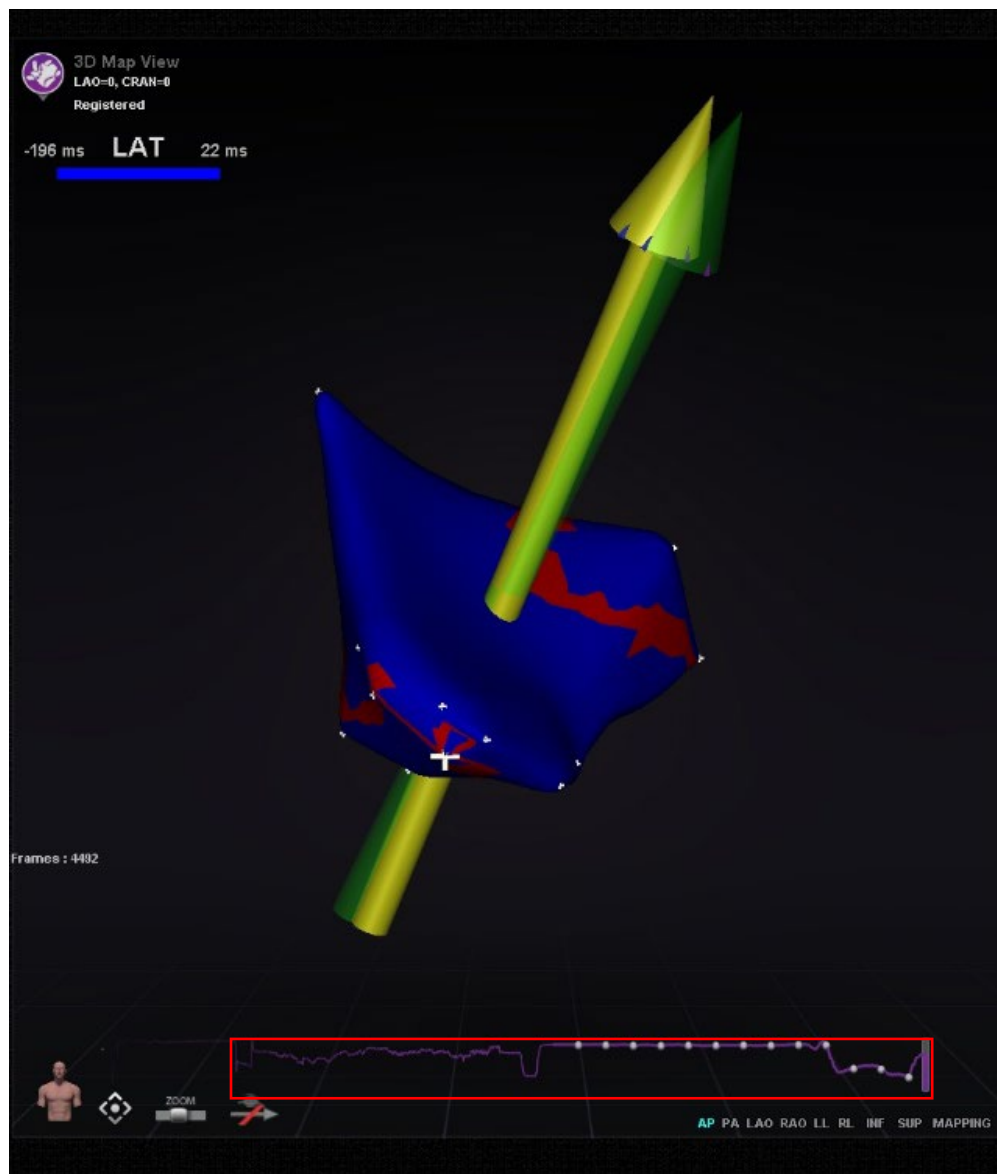 3D Map View
LAO=0, CRAN=0
Registered
-196 ms LAT 22 ms
Frames : 4492
ZOOM
AP PA LAO RAO LL RL INF SUP MAPPING